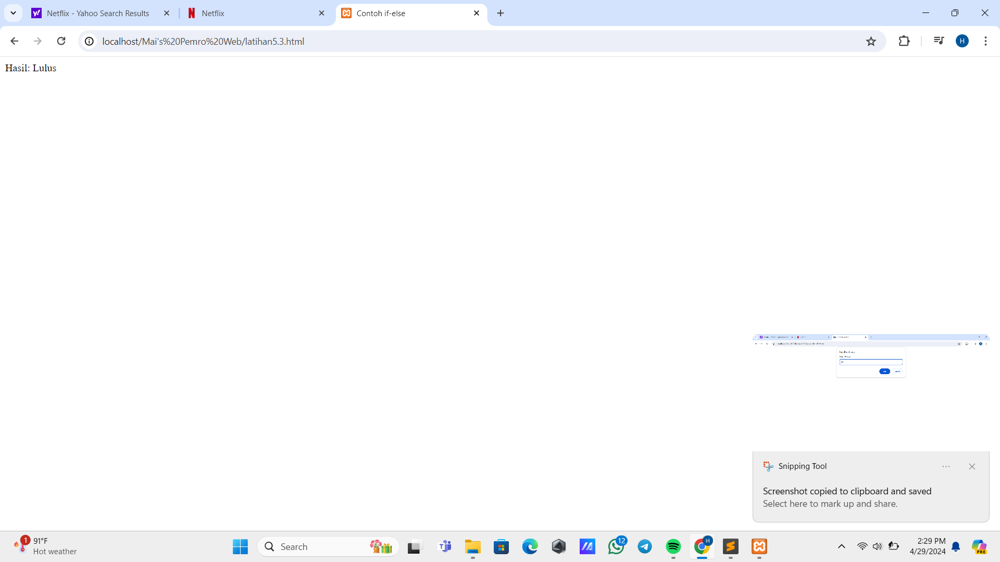 Netflix - Yahoo Search Results
Netflix
Contoh if-else
localhost/Mai's%20Pemro%20Web/latihan5.3.html
H
Hasil: Lulus
Snipping Tool
Screenshot copied to clipboard and saved
Select here to mark up and share.
1
91°F
Hot weather
Search
12
H
2:29 PM
4/29/2024
PRE